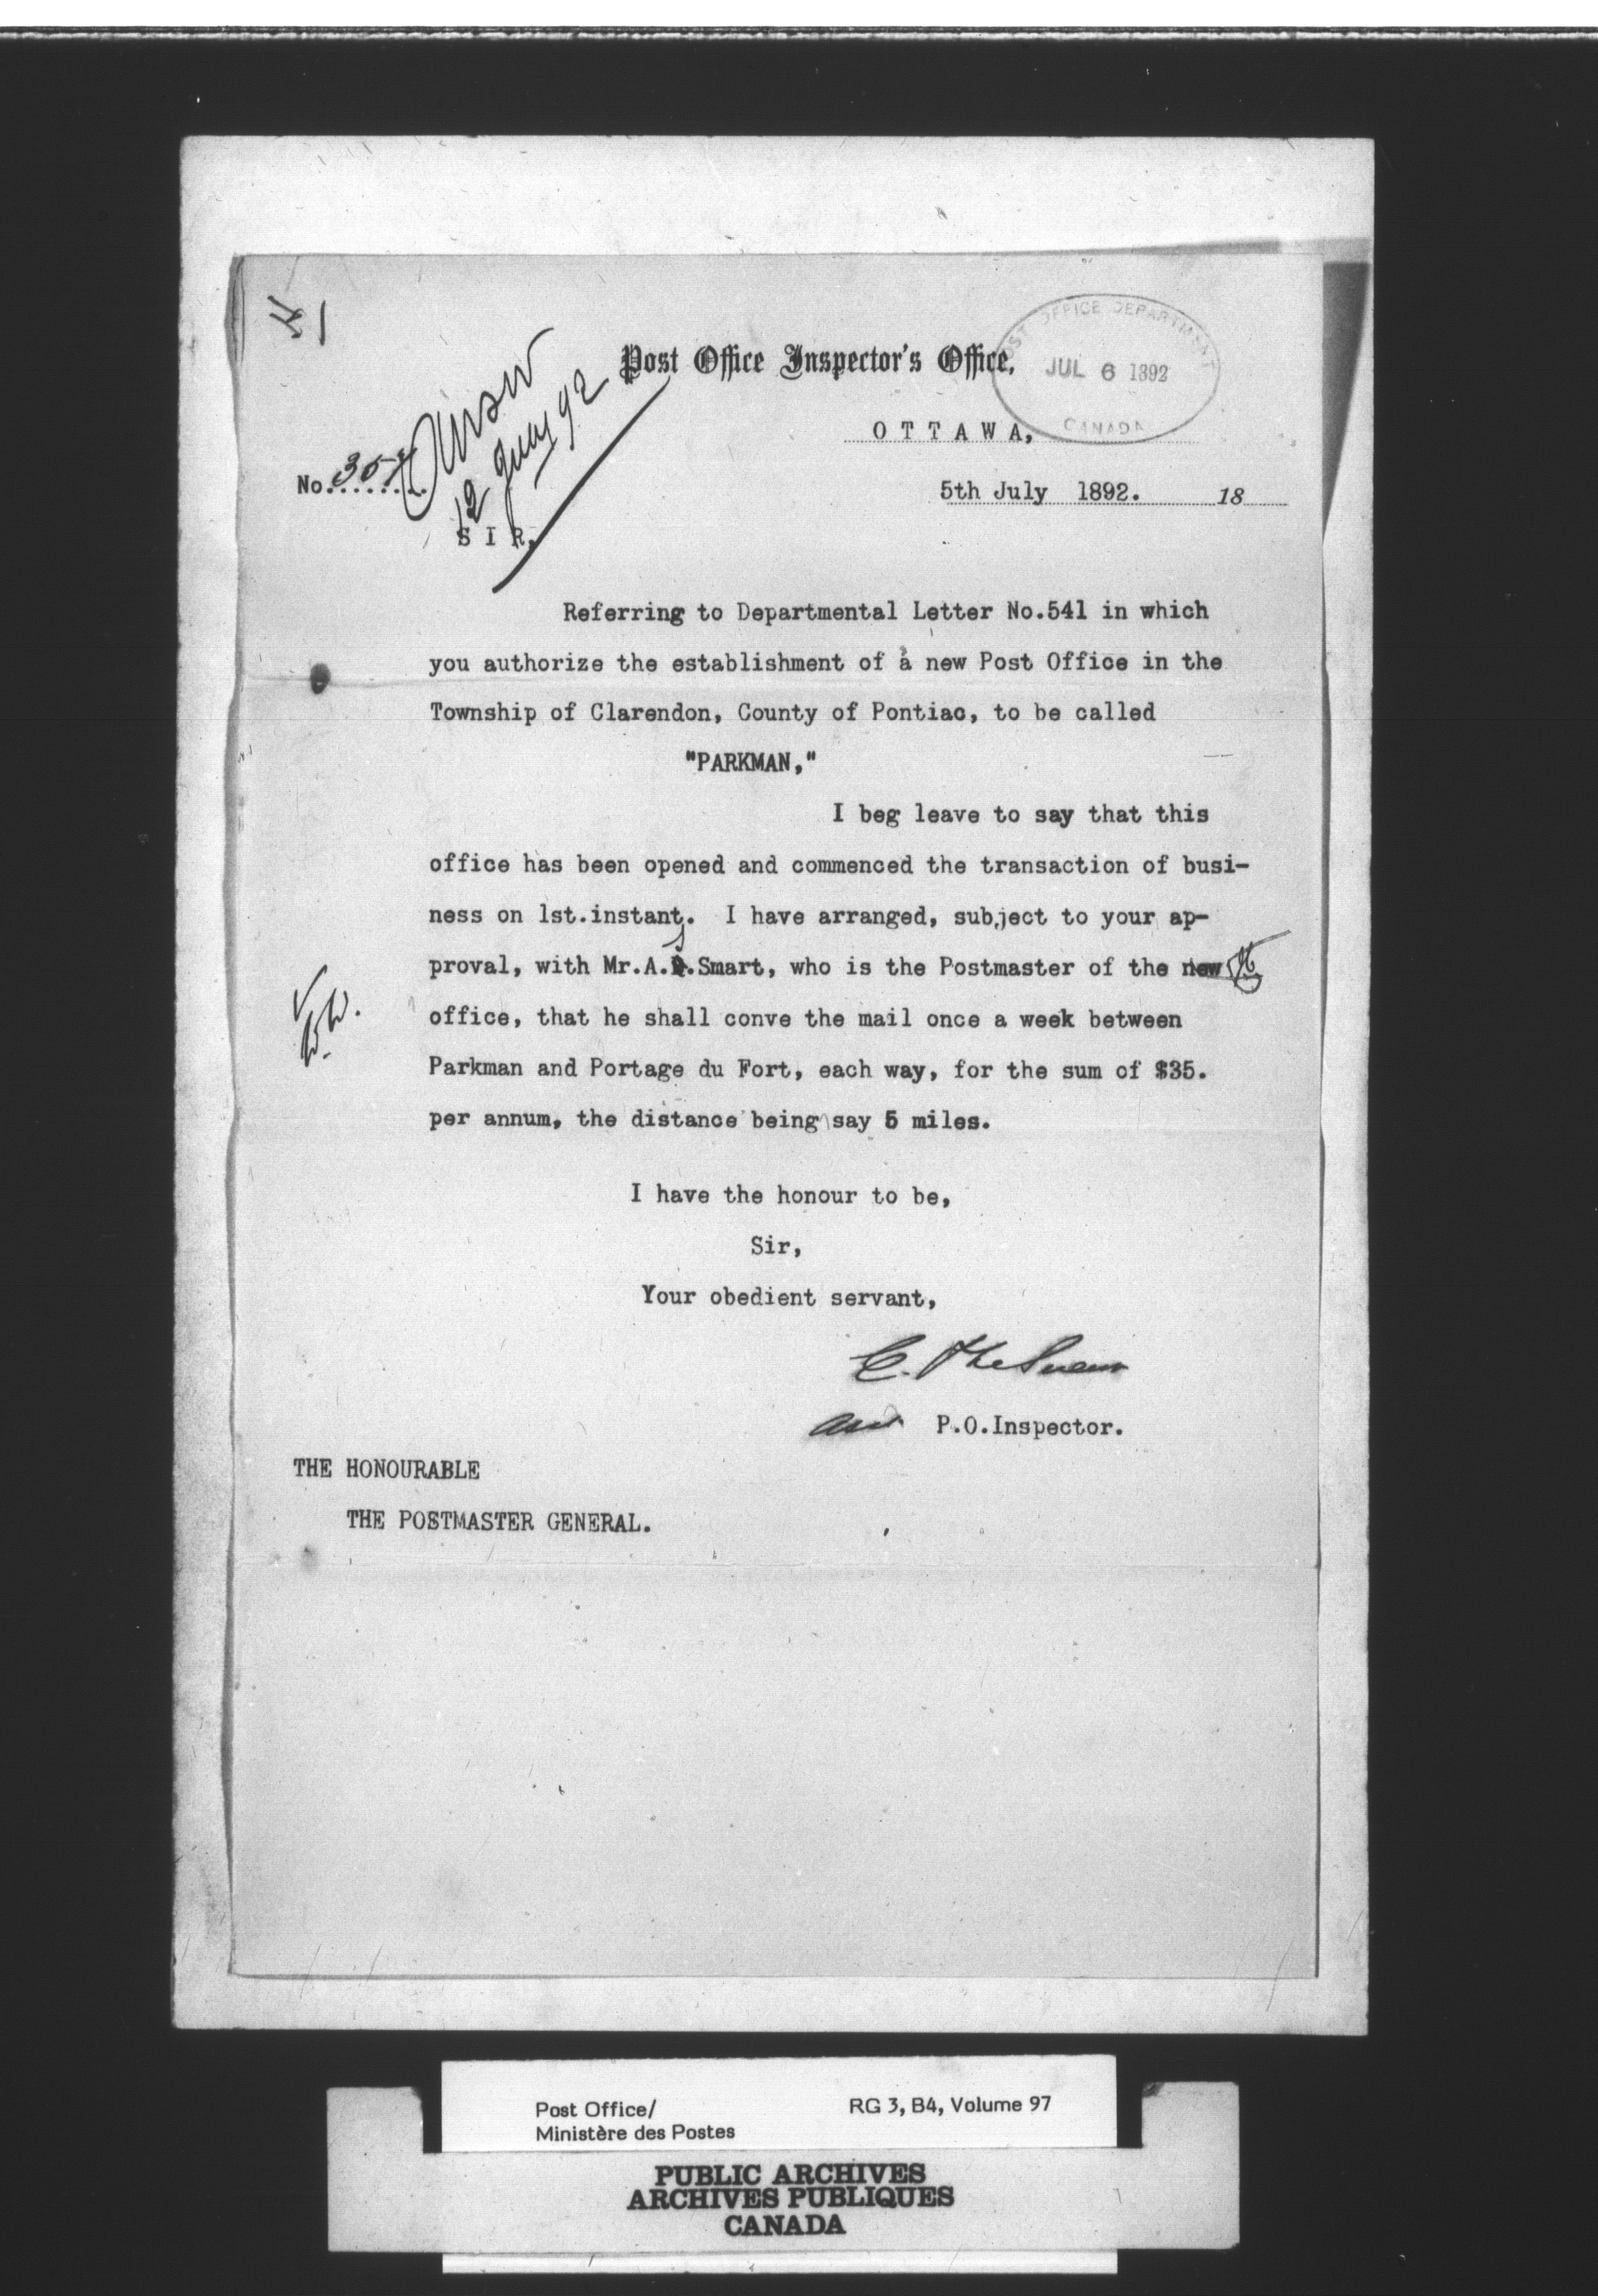 Post Office Inspector's Office,
POST OFFICE DEPARTMENT
JUL 6 1892
CANADA
OTTAWA,
Answd
12 July 92
No. 357
5th July 1892. 18
SIR,
Referring to Departmental Letter No.541 in which
you authorize the establishment of a new Post Office in the
Township of Clarendon, County of Pontiac, to be called
"PARKMAN,"
I beg leave to say that this
office has been opened and commenced the transaction of busi-
ness on 1st.instant. I have arranged, subject to your ap-
proval, with Mr.A.S.Smart, who is the Postmaster of the new
office, that he shall conve the mail once a week between
Parkman and Portage du Fort, each way, for the sum of $35.
per annum, the distance being say 5 miles.
I have the honour to be,
Sir,
Your obedient servant,
P.O.Inspector.
THE HONOURABLE
THE POSTMASTER GENERAL.
Post Office/ RG 3, B4, Volume 97
Ministère des Postes
PUBLIC ARCHIVES
ARCHIVES PUBLIQUES
CANADA